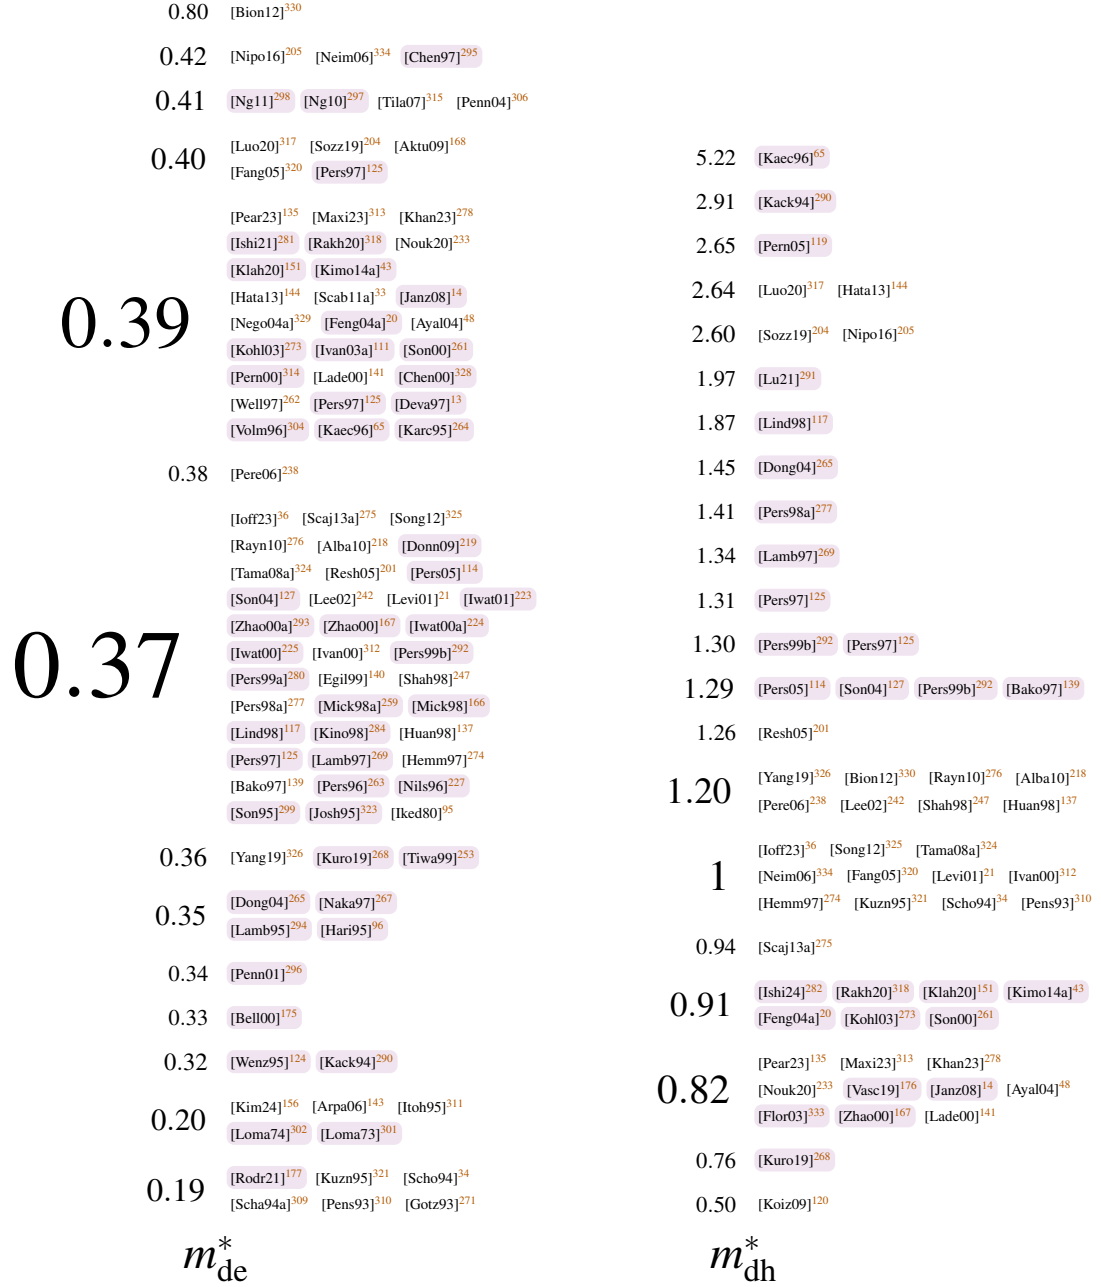 0.80 [Bion12]330
0.42 [Nipo16]205 [Neim06]334 [Chen97]295
0.41 [Ng11]298 [Ng10]297 [Tila07]315 [Penn04]306
0.40 [Luo20]317 [Sozz19]204 [Aktu09]168
[Fang05]320 [Pers97]125
0.39 [Pear23]135 [Maxi23]313 [Khan23]278
[Ishi21]281 [Rakh20]318 [Nouk20]233
[Klah20]151 [Kimo14a]43
[Hata13]144 [Scab11a]33 [Janz08]14
[Nego04a]329 [Feng04a]20 [Ayal04]48
[Kohl03]273 [Ivan03a]111 [Son00]261
[Pern00]314 [Lade00]141 [Chen00]328
[Well97]262 [Pers97]125 [Deva97]13
[Volm96]304 [Kaec96]65 [Karc95]264
0.38 [Pere06]238
0.37 [Ioff23]36 [Scaj13a]275 [Song12]325
[Rayn10]276 [Alba10]218 [Donn09]219
[Tama08a]324 [Resh05]201 [Pers05]114
[Son04]127 [Lee02]242 [Levi01]21 [Iwat01]223
[Zhao00a]293 [Zhao00]167 [Iwat00a]224
[Iwat00]225 [Ivan00]312 [Pers99b]292
[Pers99a]280 [Egil99]140 [Shah98]247
[Pers98a]277 [Mick98a]259 [Mick98]166
[Lind98]117 [Kino98]284 [Huan98]137
[Pers97]125 [Lamb97]269 [Hemm97]274
[Bako97]139 [Pers96]263 [Nils96]227
[Son95]299 [Josh95]323 [Iked80]95
0.36 [Yang19]326 [Kuro19]268 [Tiwa99]253
0.35 [Dong04]265 [Naka97]267
[Lamb95]294 [Hari95]96
0.34 [Penn01]296
0.33 [Bell00]175
0.32 [Wenz95]124 [Kack94]290
0.20 [Kim24]156 [Arpa06]143 [Itoh95]311
[Loma74]302 [Loma73]301
0.19 [Rodr21]177 [Kuzn95]321 [Scho94]34
[Scha94a]309 [Pens93]310 [Gotz93]271
m*de
5.22 [Kaec96]65
2.91 [Kack94]290
2.65 [Pern05]119
2.64 [Luo20]317 [Hata13]144
2.60 [Sozz19]204 [Nipo16]205
1.97 [Lu21]291
1.87 [Lind98]117
1.45 [Dong04]265
1.41 [Pers98a]277
1.34 [Lamb97]269
1.31 [Pers97]125
1.30 [Pers99b]292 [Pers97]125
1.29 [Pers05]114 [Son04]127 [Pers99b]292 [Bako97]139
1.26 [Resh05]201
1.20 [Yang19]326 [Bion12]330 [Rayn10]276 [Alba10]218
[Pere06]238 [Lee02]242 [Shah98]247 [Huan98]137
1 [Ioff23]36 [Song12]325 [Tama08a]324
[Neim06]334 [Fang05]320 [Levi01]21 [Ivan00]312
[Hemm97]274 [Kuzn95]321 [Scho94]34 [Pens93]310
0.94 [Scaj13a]275
0.91 [Ishi24]282 [Rakh20]318 [Klah20]151 [Kimo14a]43
[Feng04a]20 [Kohl03]273 [Son00]261
0.82 [Pear23]135 [Maxi23]313 [Khan23]278
[Nouk20]233 [Vasc19]176 [Janz08]14 [Ayal04]48
[Flor03]333 [Zhao00]167 [Lade00]141
0.76 [Kuro19]268
0.50 [Koiz09]120
m*dh